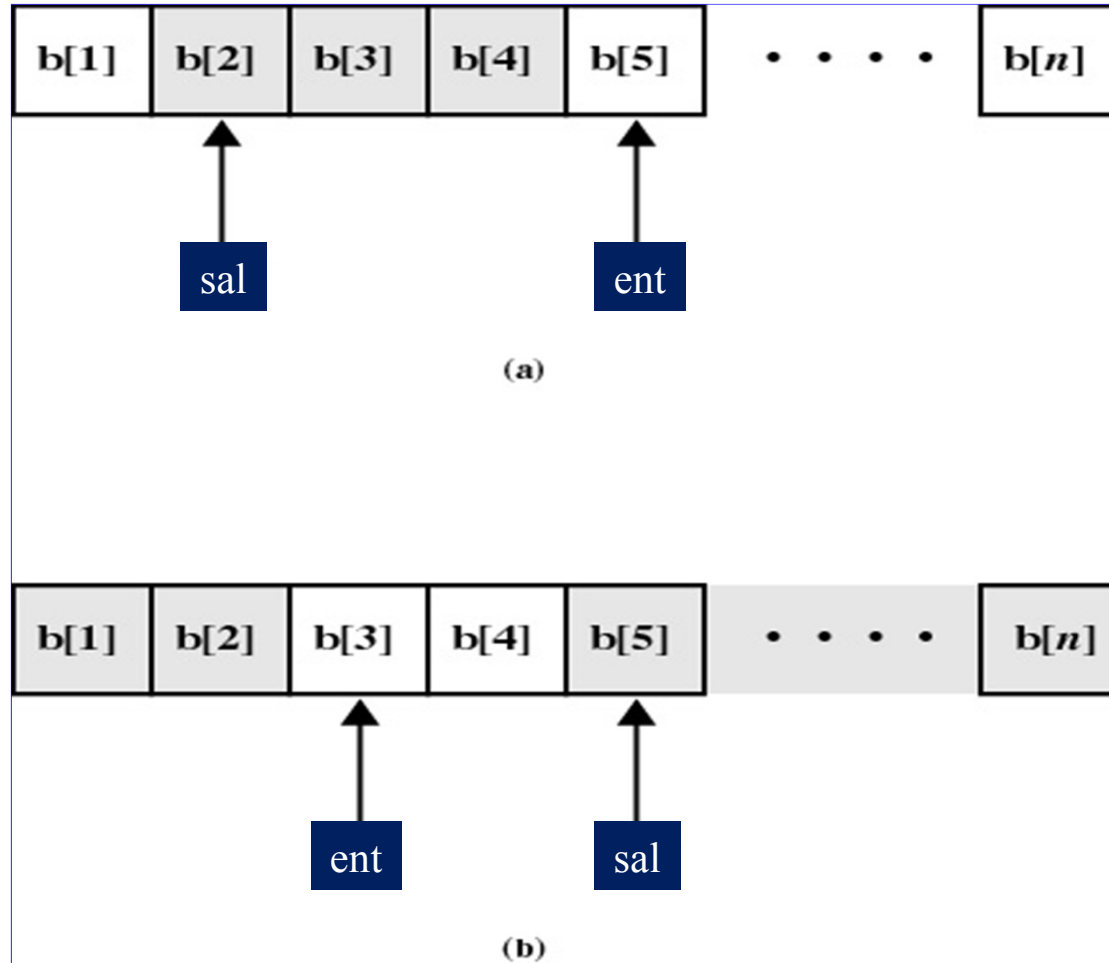 b[1] b[2] b[3] b[4] b[5] • • • • b[n]
sal ent
(a)
b[1] b[2] b[3] b[4] b[5] • • • • b[n]
ent sal
(b)